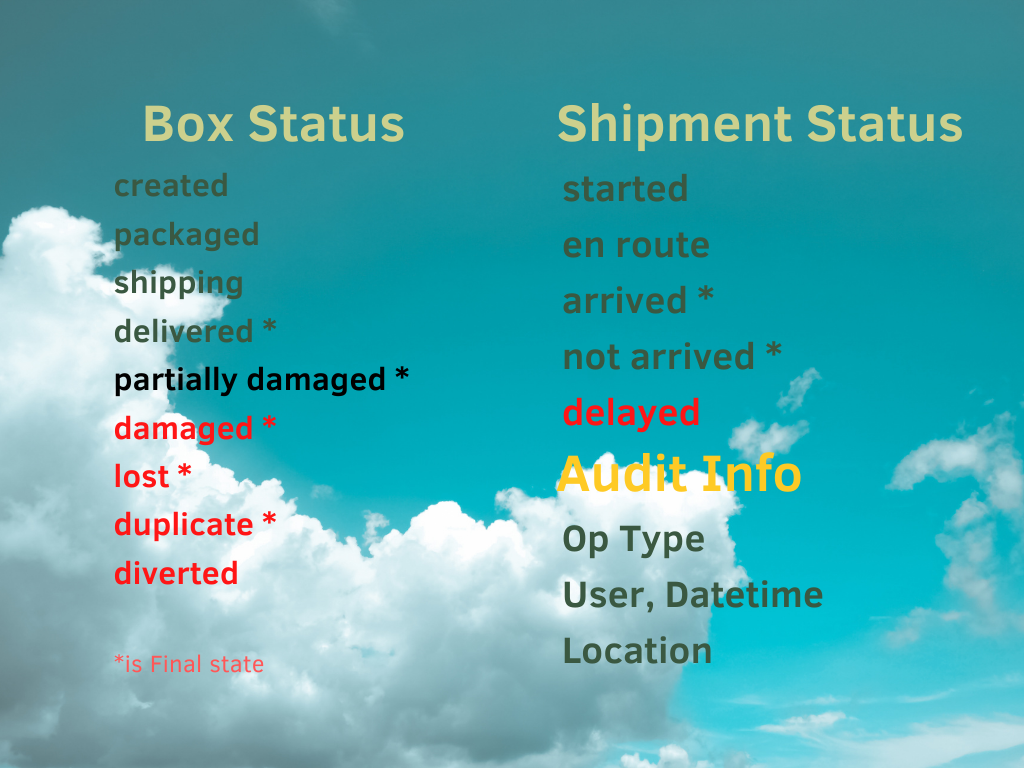 Box Status
created
packaged
shipping
delivered *
partially damaged *
damaged *
lost *
duplicate *
diverted
*is Final state
Shipment Status
started
en route
arrived *
not arrived *
delayed
Audit Info
Op Type
User, Datetime
Location